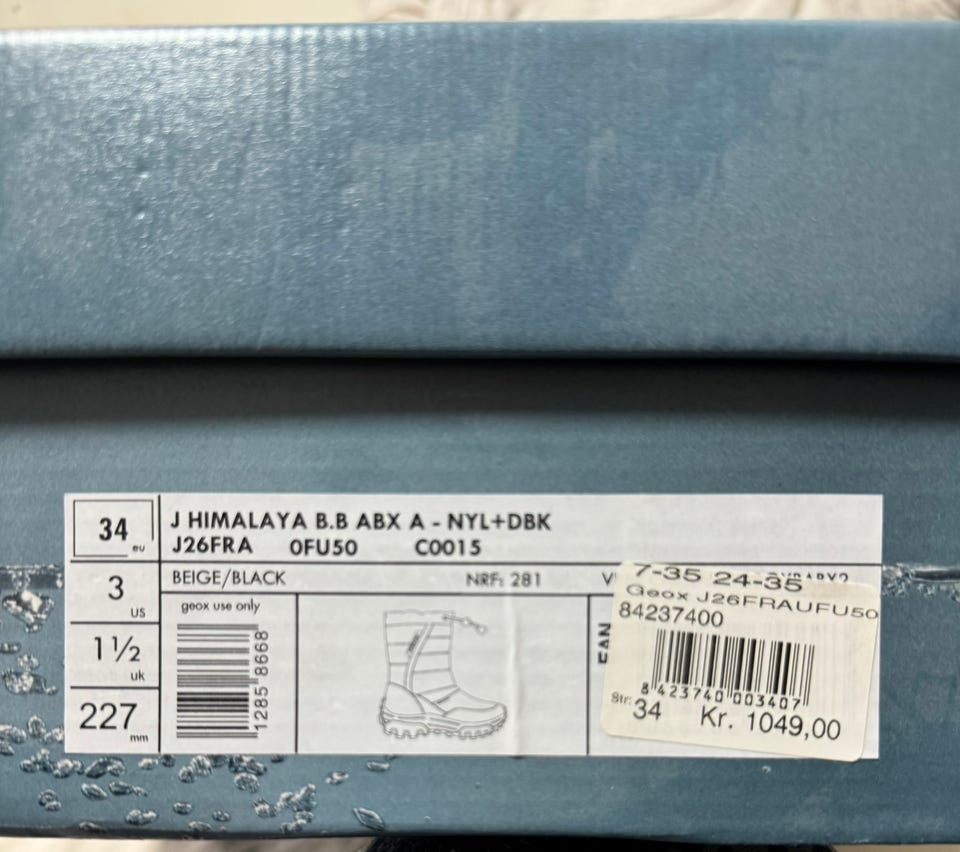 34
eu
3
US
1½
uk
227
mm
J HIMALAYA B.B ABX A - NYL+DBK
J26FRA 0FU50 C0015
BEIGE/BLACK NRF: 281
geox use only
1285 8668
7-35 24-35
Geox J26FRAUFU50
84237400
8 423740 003407
Str: 34 Kr. 1049,00